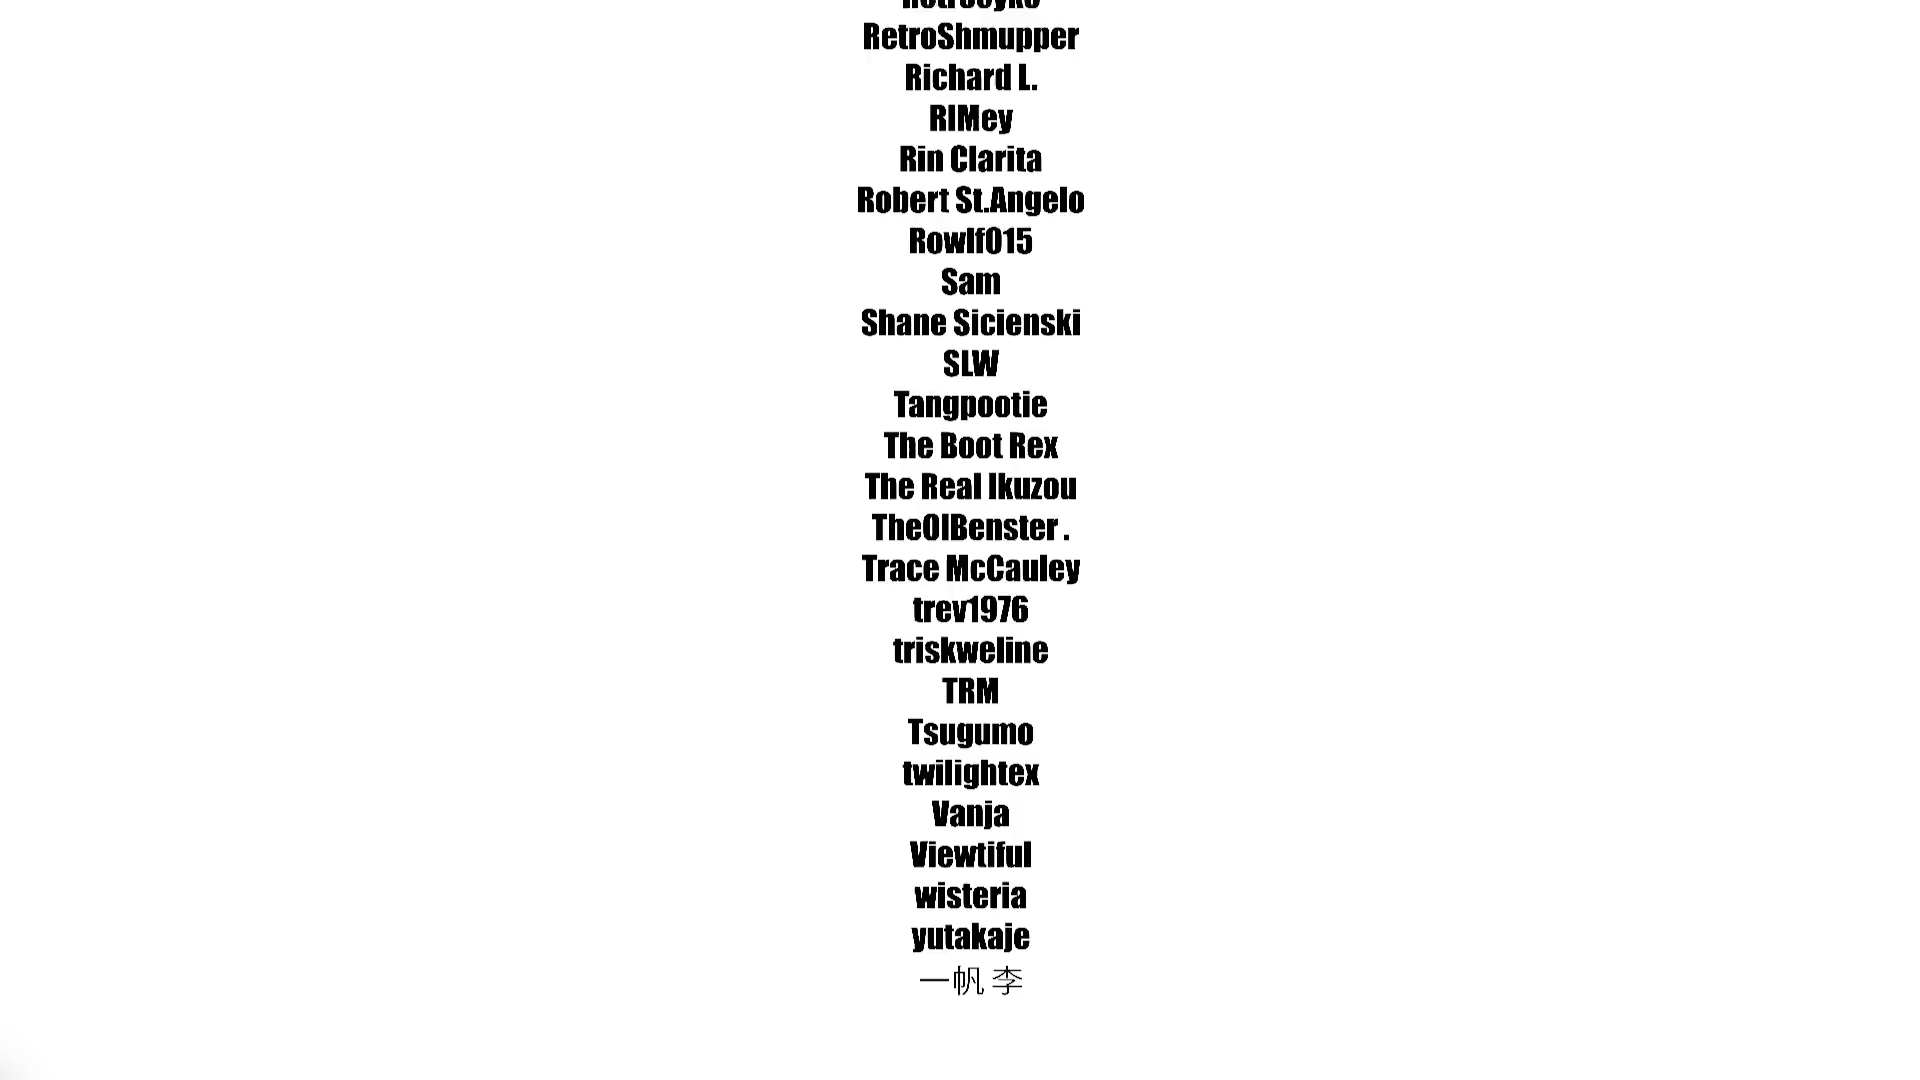 RetroShmupper
Richard L.
RIMey
Rin Clarita
Robert St.Angelo
Rowlf015
Sam
Shane Sicienski
SLW
Tangpootie
The Boot Rex
The Real Ikuzou
TheOlBenster .
Trace McCauley
trev1976
triskweline
TRM
Tsugumo
twilightex
Vanja
Viewtiful
wisteria
yutakaje
一帆 李